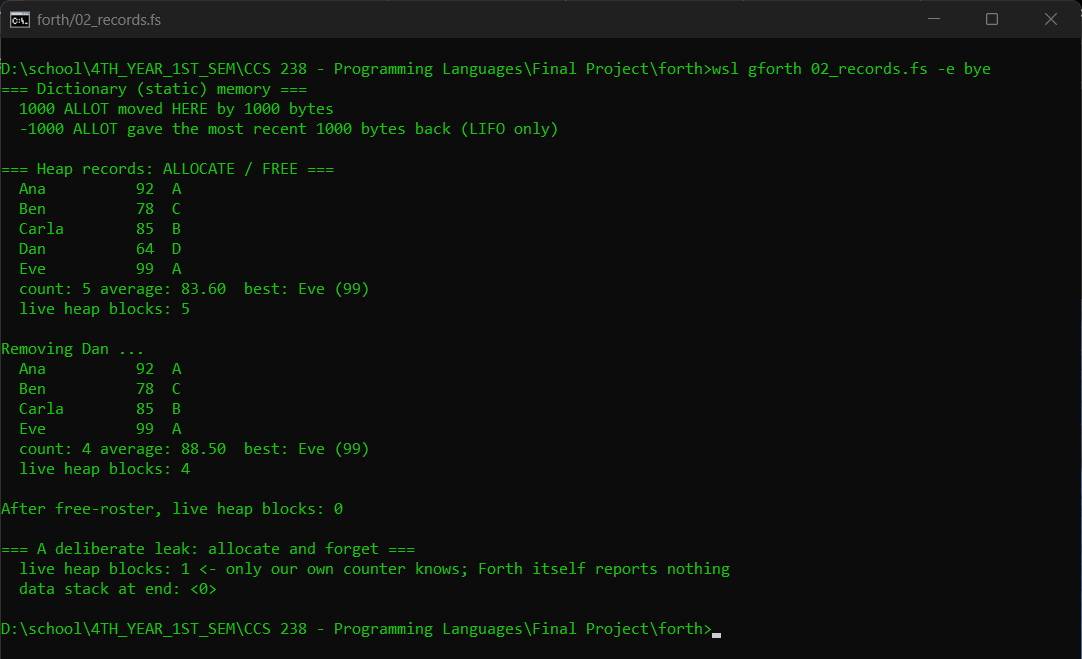 forth/02_records.fs
D:\school\4TH_YEAR_1ST_SEM\CCS 238 - Programming Languages\Final Project\forth>wsl gforth 02_records.fs -e bye
=== Dictionary (static) memory ===
  1000 ALLOT moved HERE by 1000 bytes
  -1000 ALLOT gave the most recent 1000 bytes back (LIFO only)

=== Heap records: ALLOCATE / FREE ===
  Ana          92  A
  Ben          78  C
  Carla        85  B
  Dan          64  D
  Eve          99  A
  count: 5 average: 83.60  best: Eve (99)
  live heap blocks: 5

Removing Dan ...
  Ana          92  A
  Ben          78  C
  Carla        85  B
  Eve          99  A
  count: 4 average: 88.50  best: Eve (99)
  live heap blocks: 4

After free-roster, live heap blocks: 0

=== A deliberate leak: allocate and forget ===
  live heap blocks: 1 <- only our own counter knows; Forth itself reports nothing
  data stack at end: <0>

D:\school\4TH_YEAR_1ST_SEM\CCS 238 - Programming Languages\Final Project\forth>